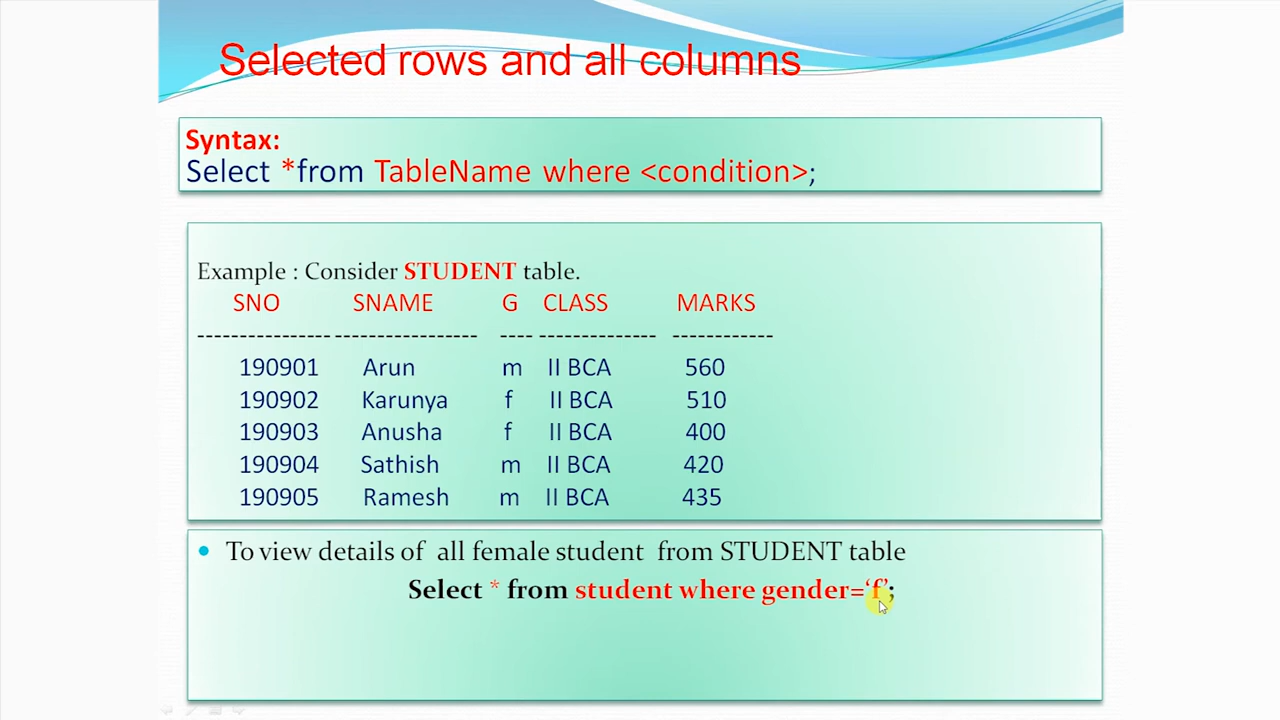 Selected rows and all columns
Syntax:
Select *from TableName where <condition>;
Example : Consider STUDENT table.
SNO SNAME G CLASS MARKS
---------------- ----------------- ---- -------------- ------------
190901 Arun m II BCA 560
190902 Karunya f II BCA 510
190903 Anusha f II BCA 400
190904 Sathish m II BCA 420
190905 Ramesh m II BCA 435
• To view details of all female student from STUDENT table
Select * from student where gender=‘f’;